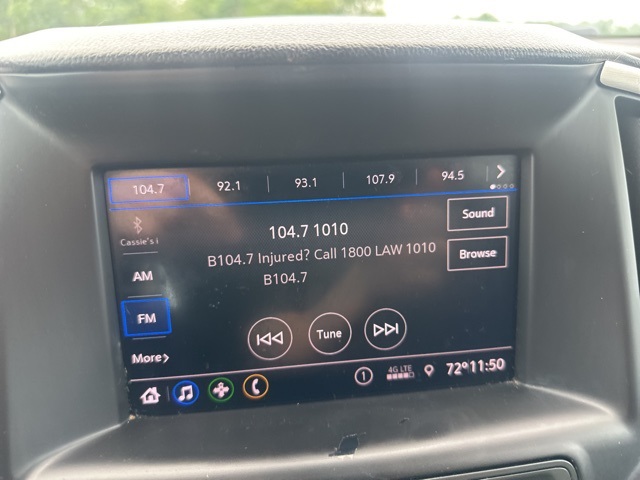 104.7 92.1 93.1 107.9 94.5
Sound
104.7 1010
Cassie's i
B104.7 Injured? Call 1800 LAW 1010
B104.7
Browse
AM
FM
Tune
More
1 4G LTE 72° 11:50